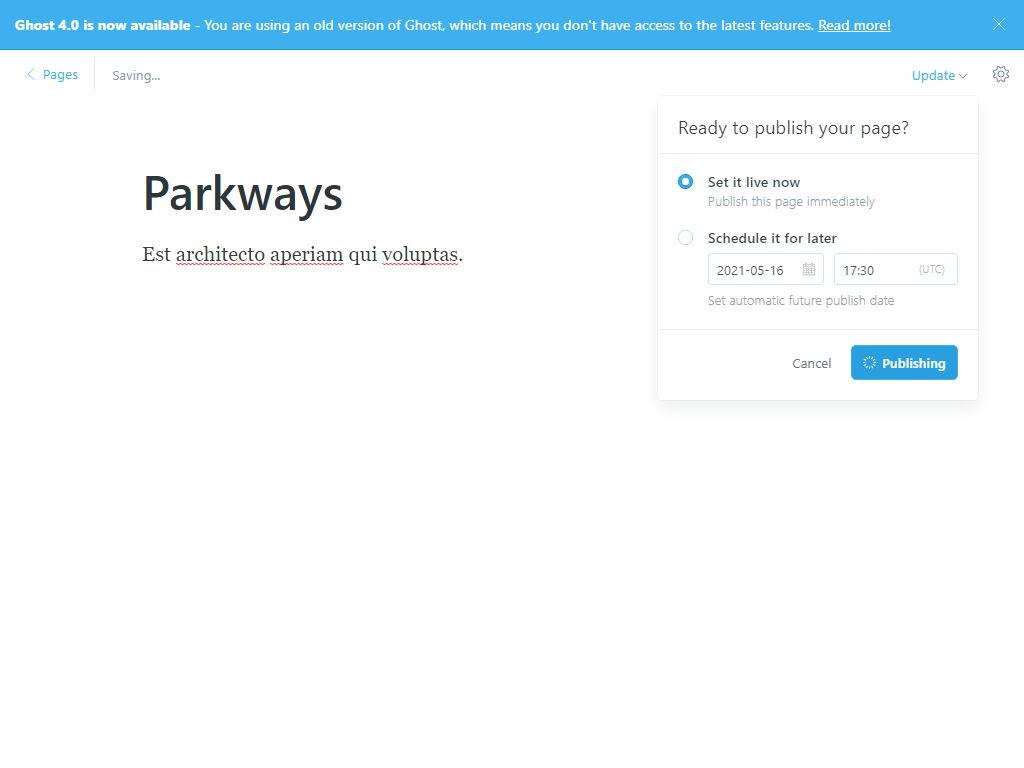 Ghost 4.0 is now available - You are using an old version of Ghost, which means you don't have access to the latest features. Read more!
Pages
Saving...
Update
Ready to publish your page?
Parkways
Est architecto aperiam qui voluptas.
Set it live now
Publish this page immediately
Schedule it for later
2021-05-16 17:30 (UTC)
Set automatic future publish date
Cancel Publishing